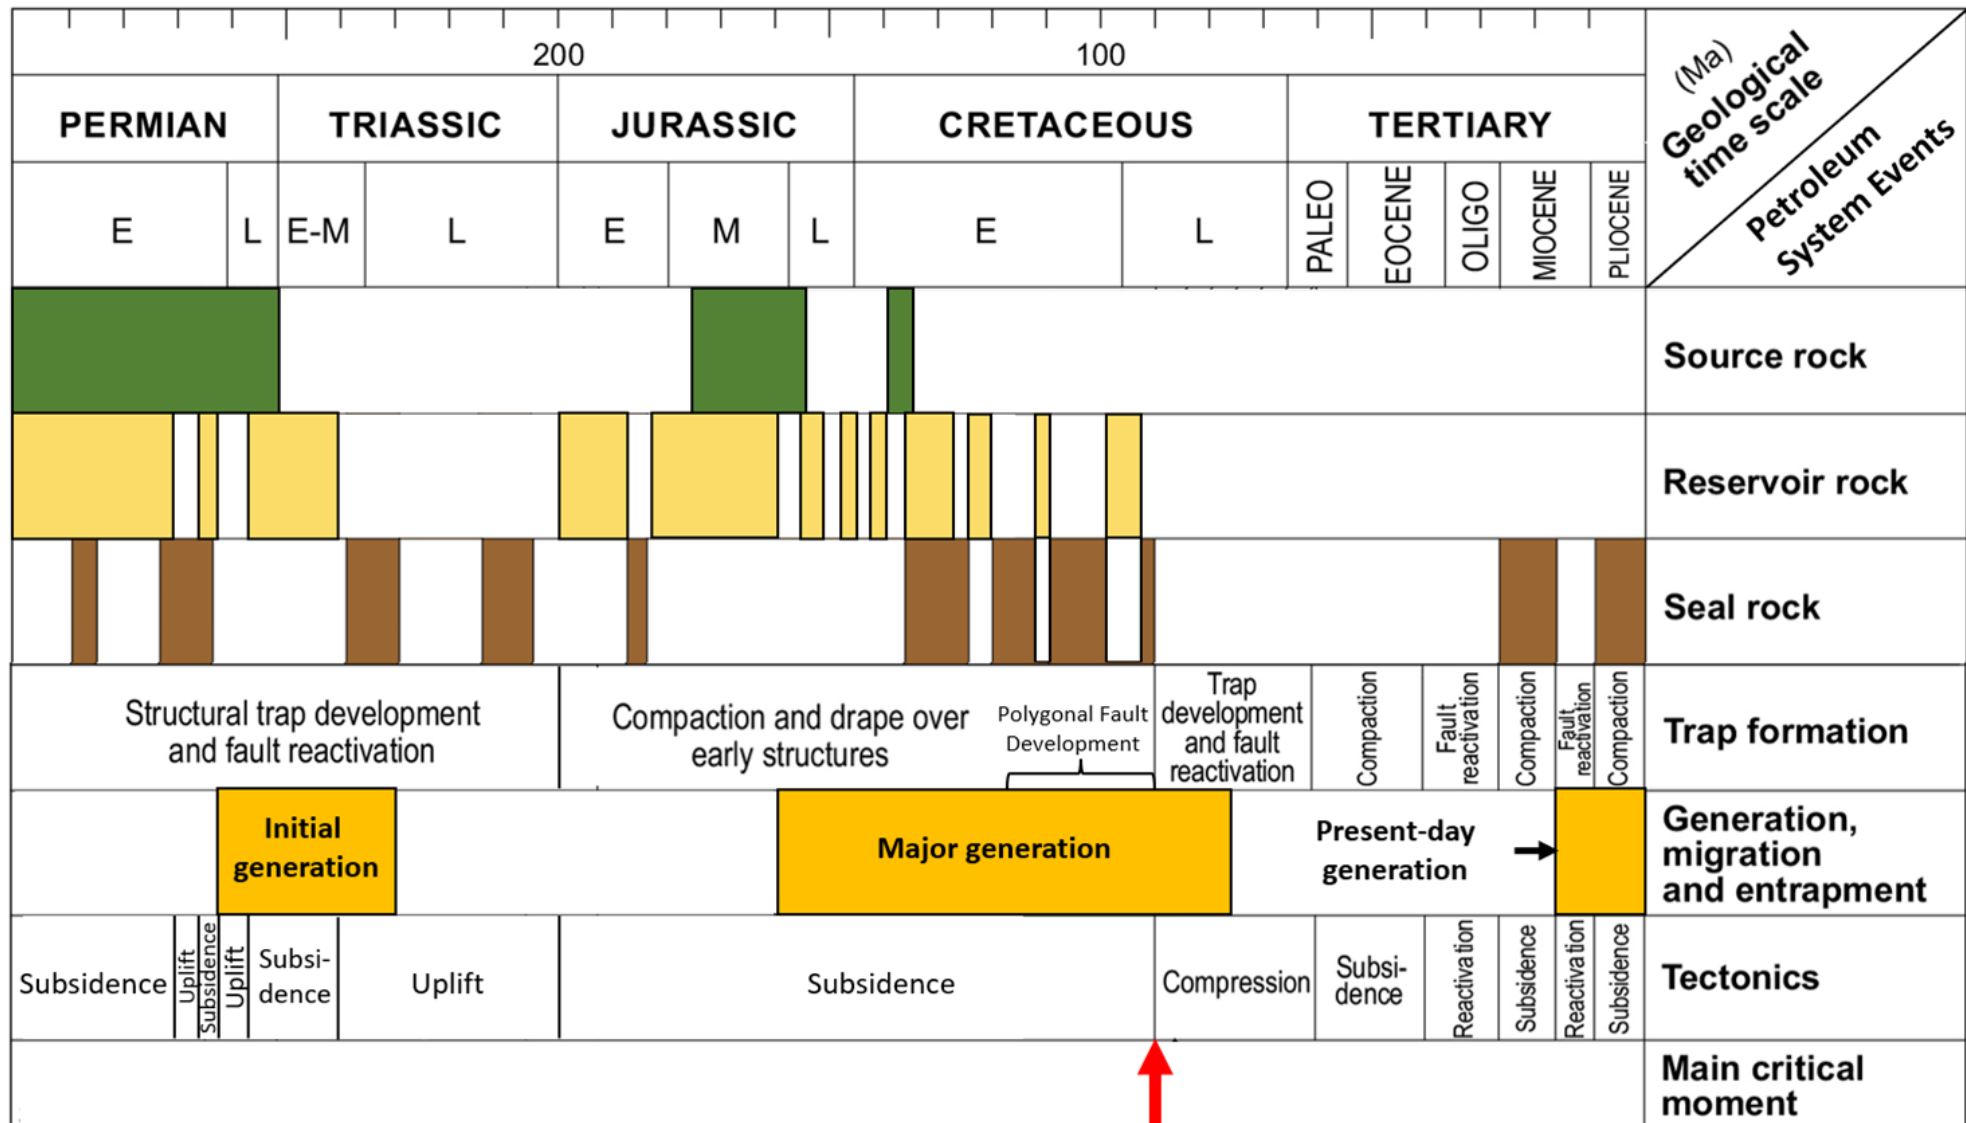 200
100
(Ma)
Geological
time scale
Petroleum
System Events
PERMIAN
TRIASSIC
JURASSIC
CRETACEOUS
TERTIARY
E
L
E-M
L
E
M
L
E
L
PALEO
EOCENE
OLIGO
MIOCENE
PLIOCENE
Source rock
Reservoir rock
Seal rock
Structural trap development
and fault reactivation
Compaction and drape over
early structures
Polygonal Fault
Development
Trap
development
and fault
reactivation
Compaction
Fault
reactivation
Compaction
Fault
reactivation
Compaction
Trap formation
Initial
generation
Major generation
Present-day
generation
Generation,
migration
and entrapment
Subsidence
Uplift
Subsidence
Uplift
Subsi-
dence
Uplift
Subsidence
Compression
Subsi-
dence
Reactivation
Subsidence
Reactivation
Subsidence
Tectonics
Main critical
moment